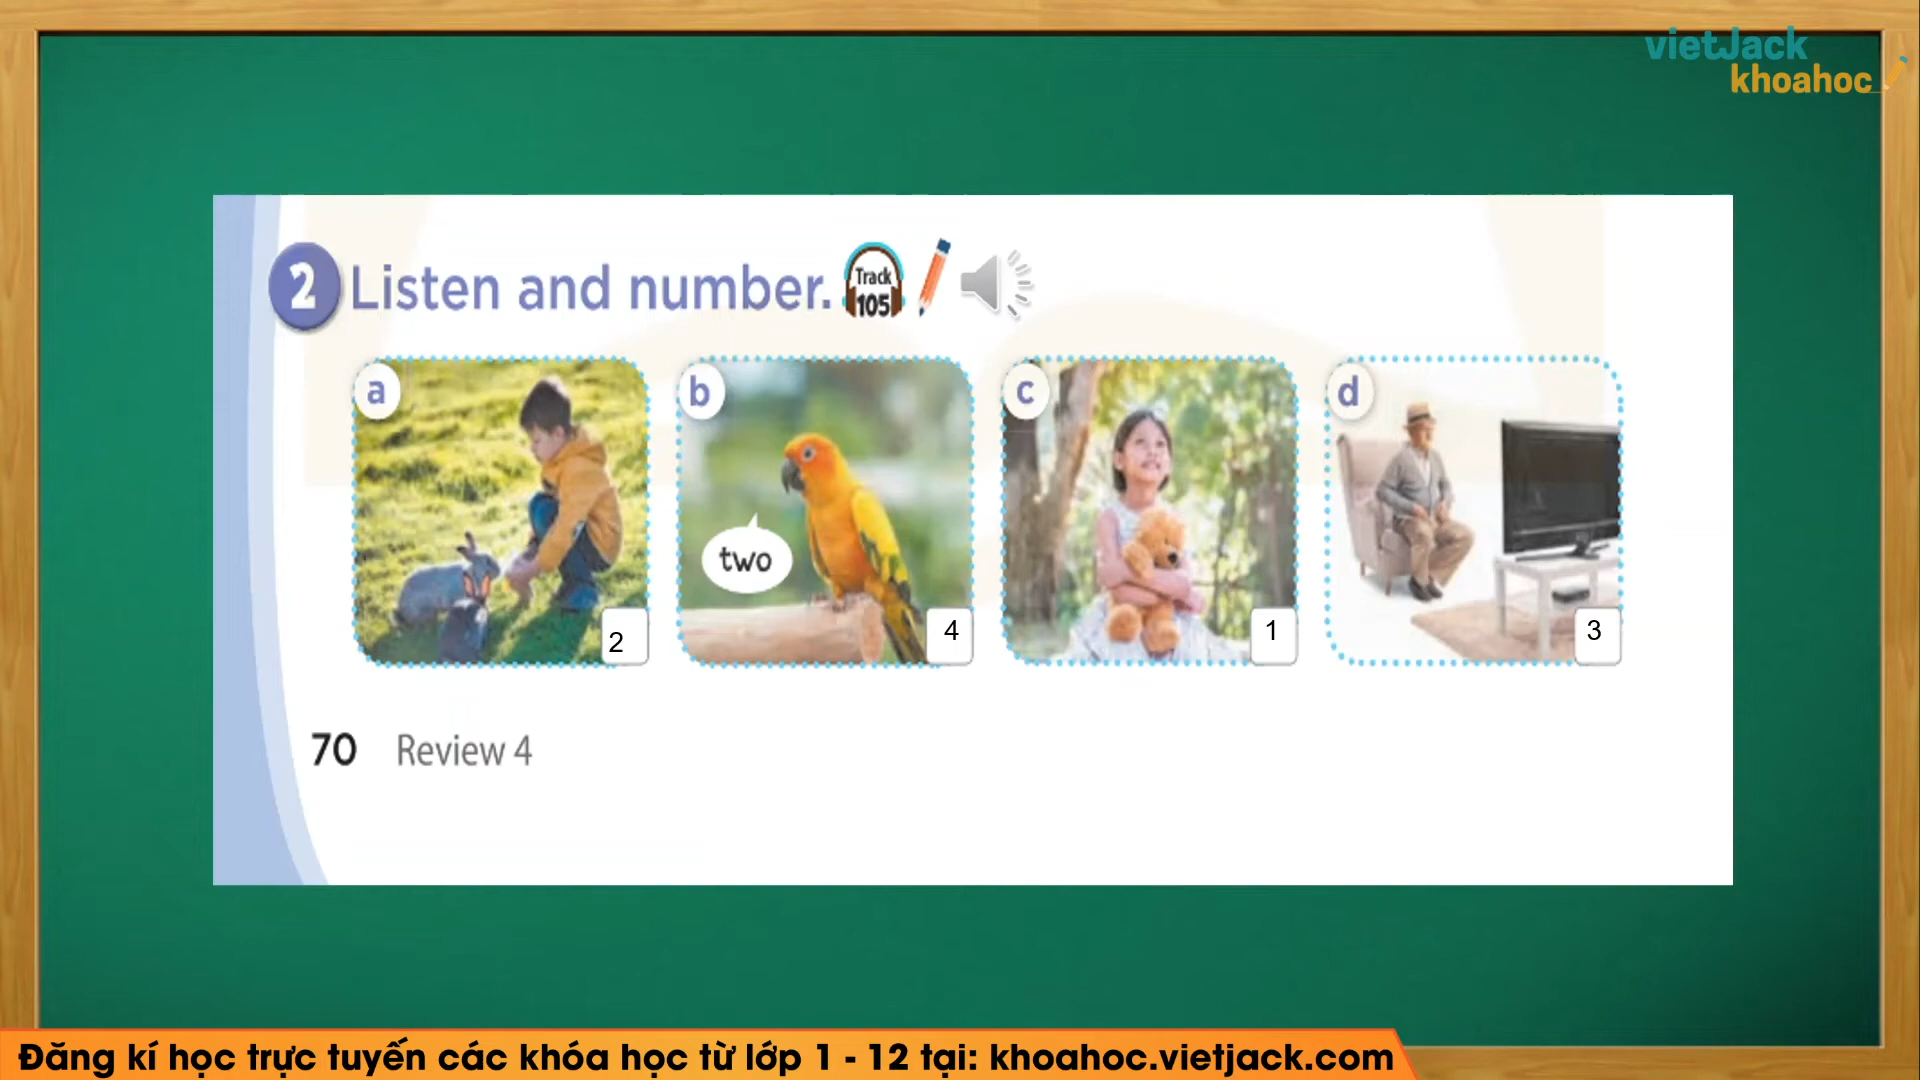 vietJack
khoahoc
2 Listen and number. Track 105
a
b
c
d
two
2
4
1
3
70 Review 4
Đăng kí học trực tuyến các khóa học từ lớp 1 - 12 tại: khoahoc.vietjack.com